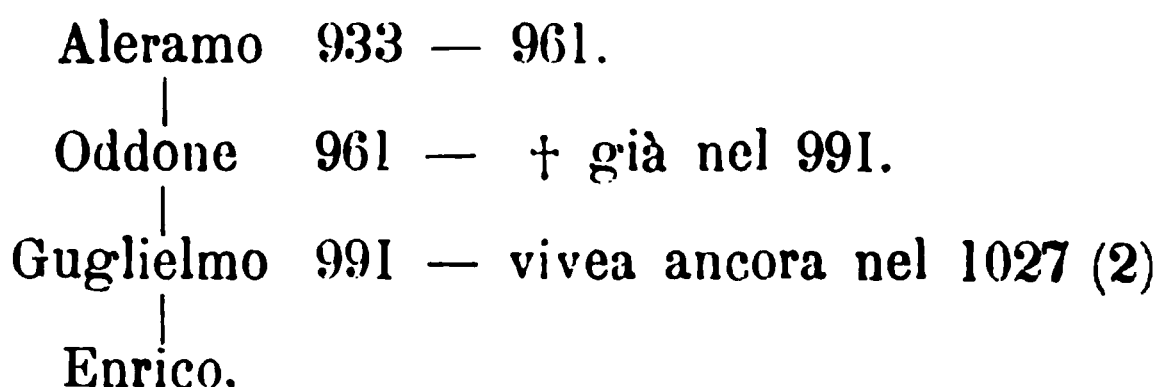 Aleramo 933 — 961.
Oddone 961 — † già nel 991.
Guglielmo 991 — vivea ancora nel 1027 (2)
Enrico.